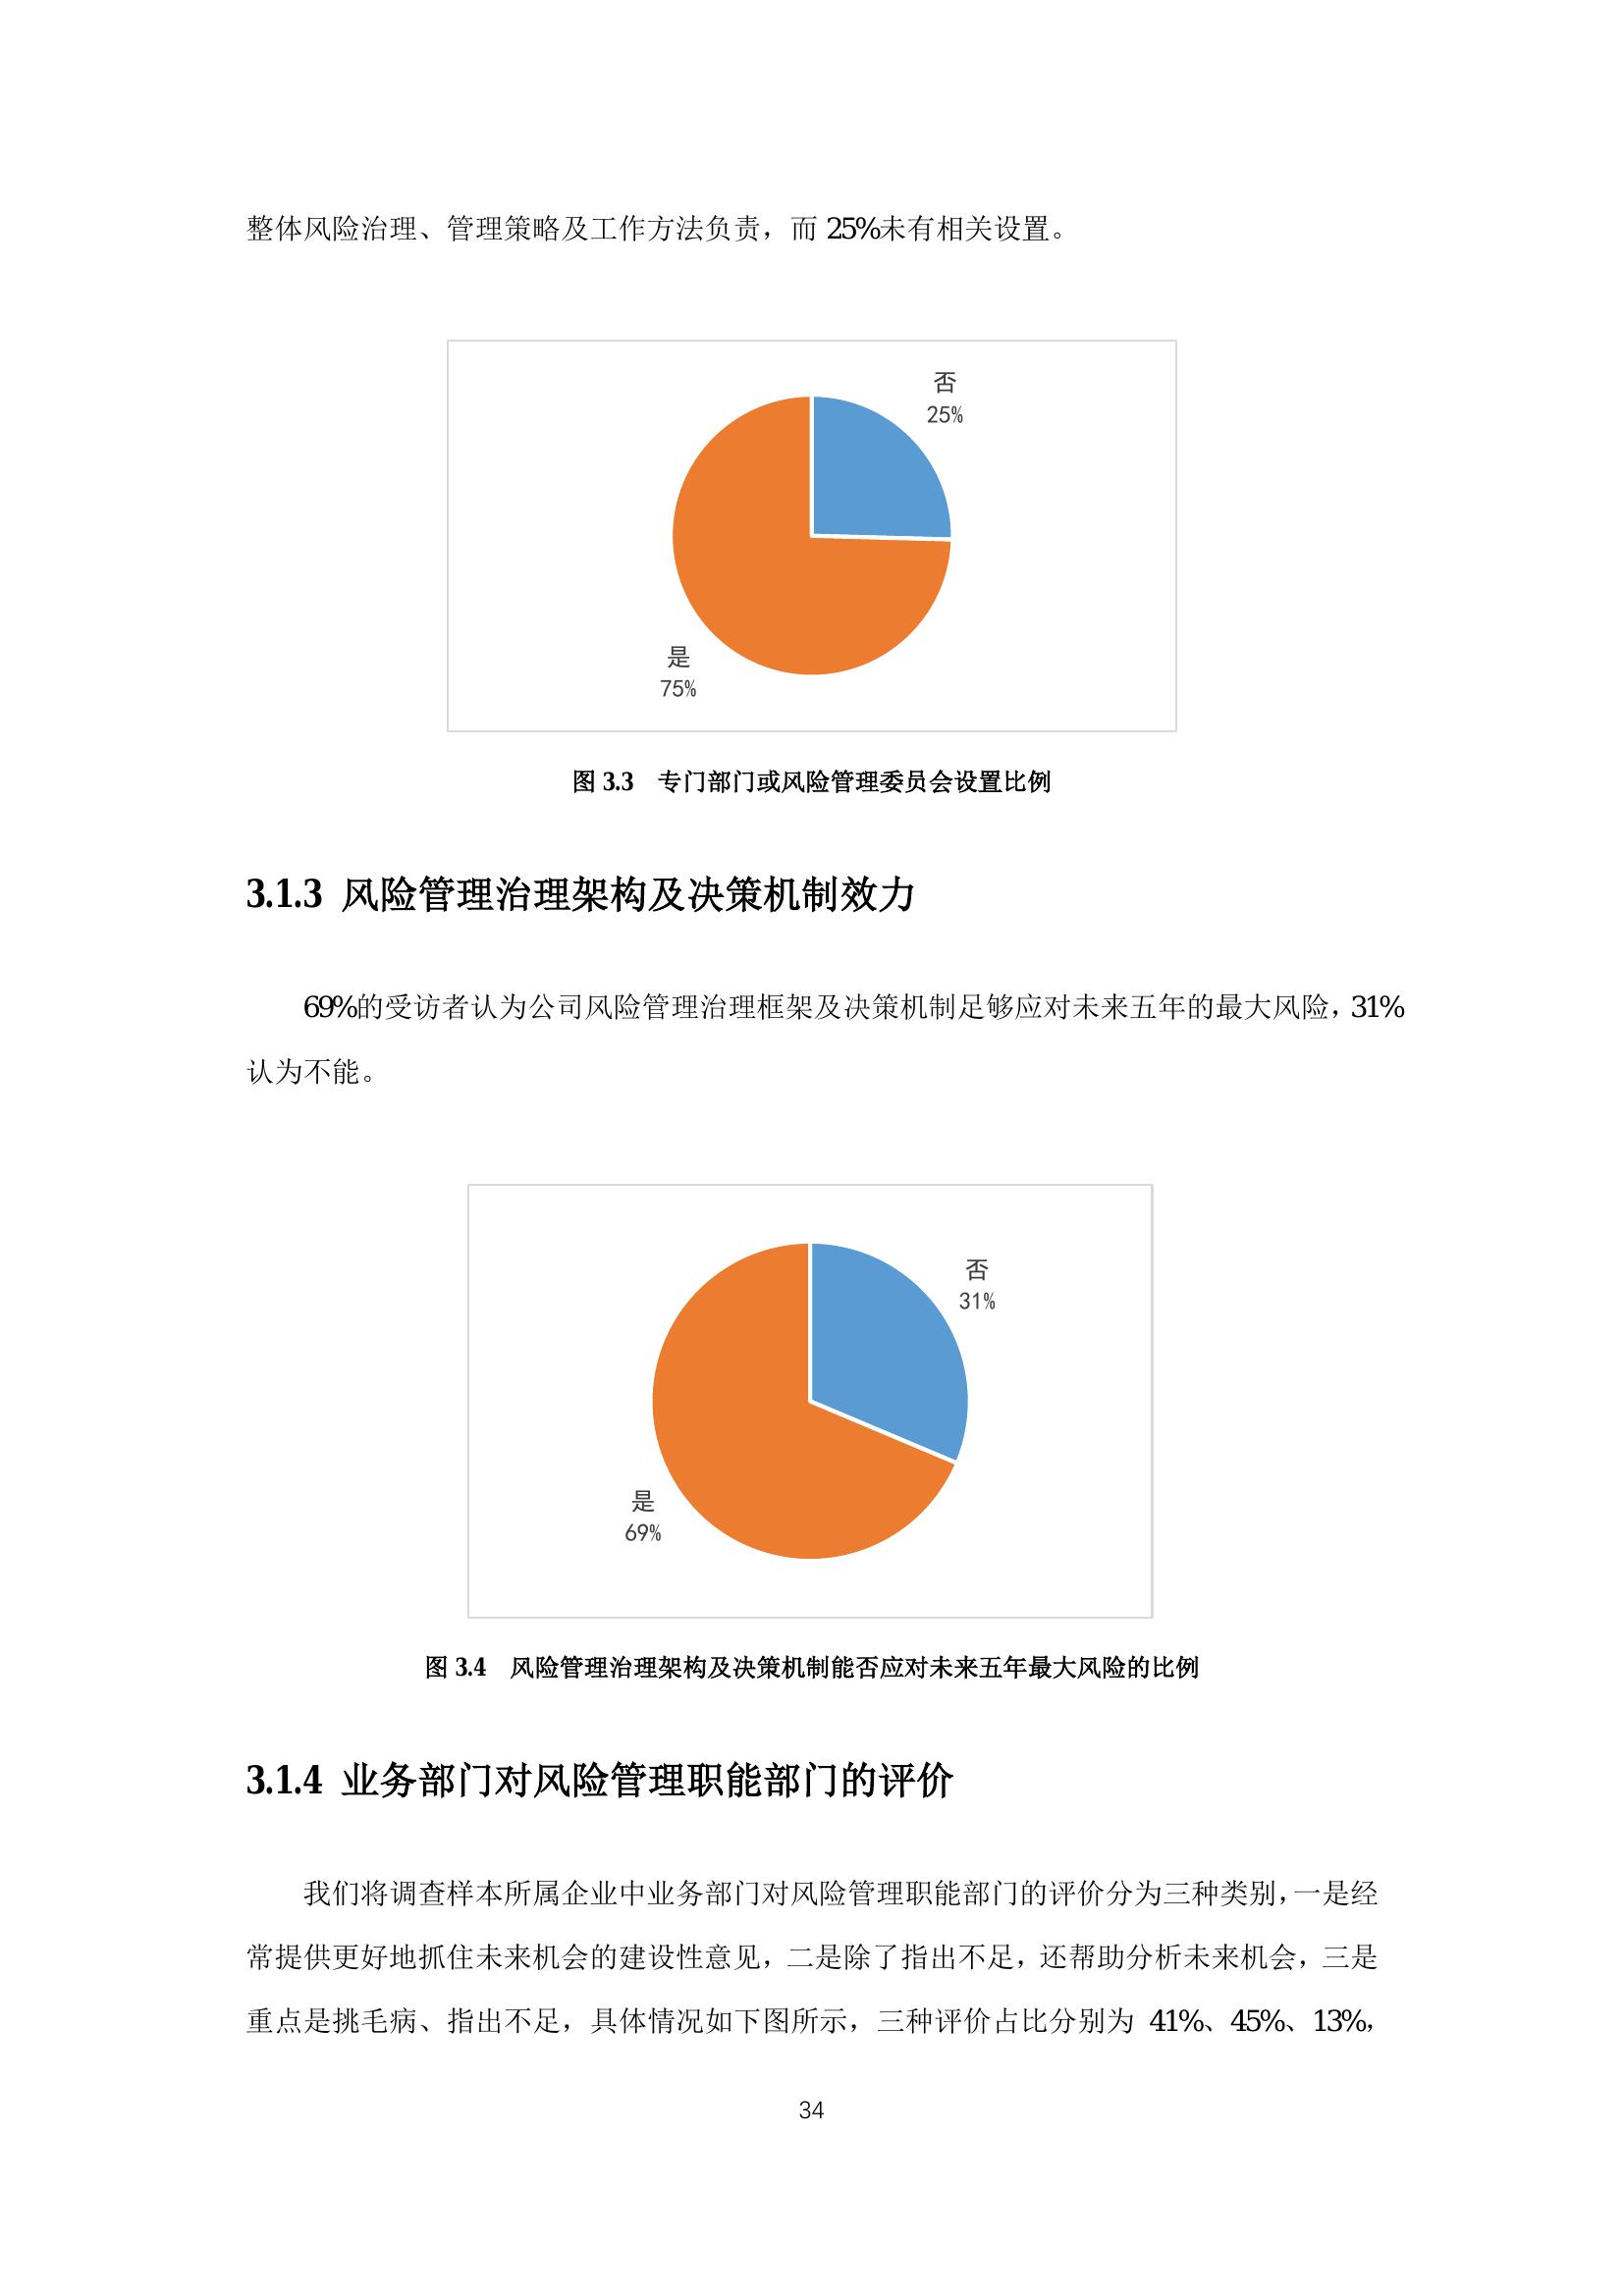 整体风险治理、管理策略及工作方法负责，而 25%未有相关设置。
否
25%
是
75%
图 3.3 专门部门或风险管理委员会设置比例
3.1.3 风险管理治理架构及决策机制效力
69%的受访者认为公司风险管理治理框架及决策机制足够应对未来五年的最大风险，31%
认为不能。
否
31%
是
69%
图 3.4 风险管理治理架构及决策机制能否应对未来五年最大风险的比例
3.1.4 业务部门对风险管理职能部门的评价
我们将调查样本所属企业中业务部门对风险管理职能部门的评价分为三种类别，一是经
常提供更好地抓住未来机会的建设性意见，二是除了指出不足，还帮助分析未来机会，三是
重点是挑毛病、指出不足，具体情况如下图所示，三种评价占比分别为 41%、45%、13%，
34